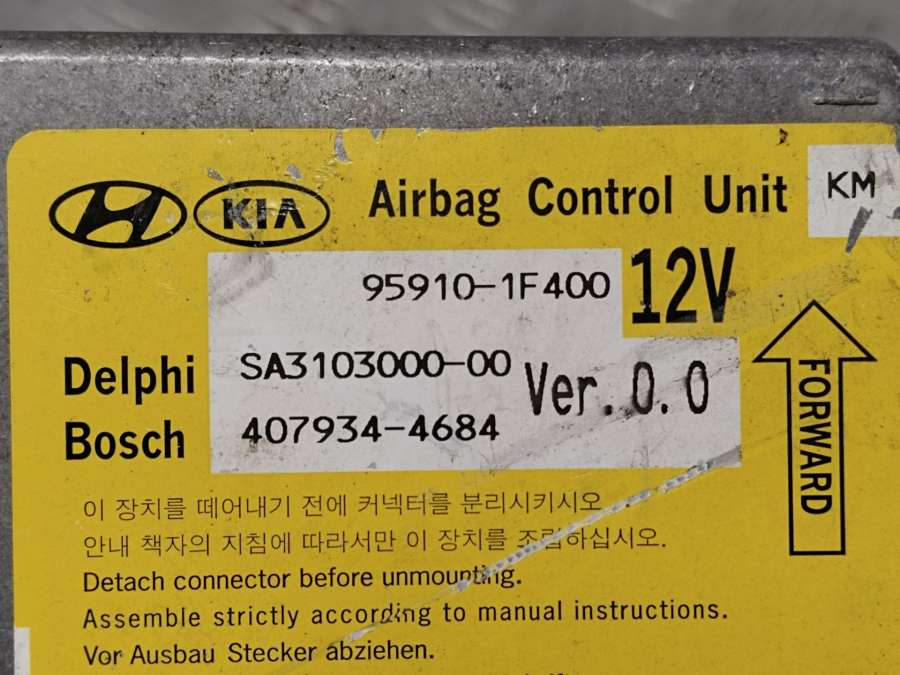 KIA Airbag Control Unit KM
95910-1F400 12V
Delphi SA3103000-00 Ver.0.0
Bosch 407934-4684
FORWARD
이 장치를 떼어내기 전에 커넥터를 분리시키시오
안내 책자의 지침에 따라서만 이 장치를 조립하십시오.
Detach connector before unmounting.
Assemble strictly according to manual instructions.
Vor Ausbau Stecker abziehen.